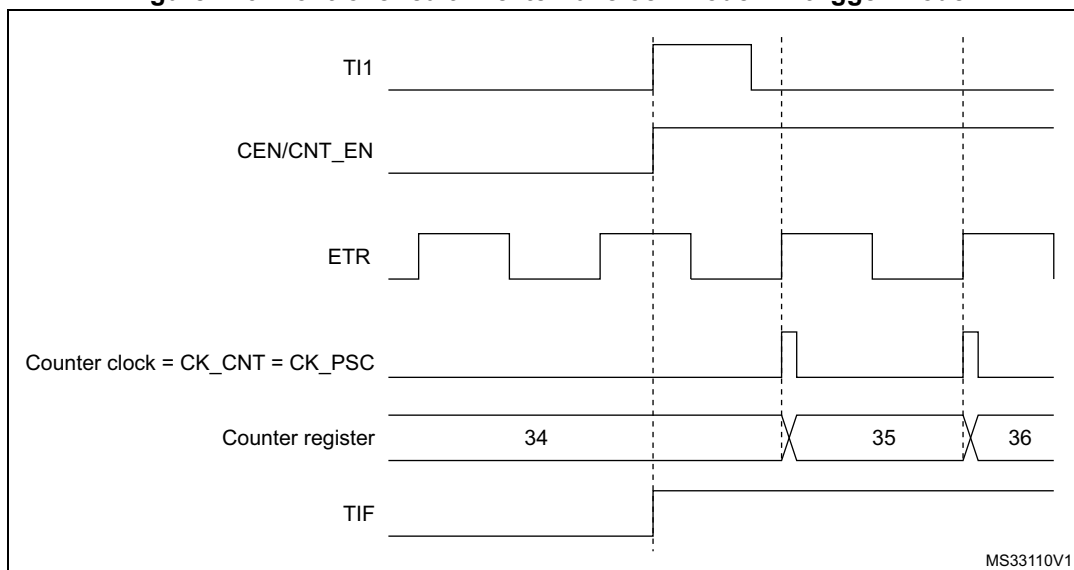 TI1
CEN/CNT_EN
ETR
Counter clock = CK_CNT = CK_PSC
Counter register 34 35 36
TIF
MS33110V1